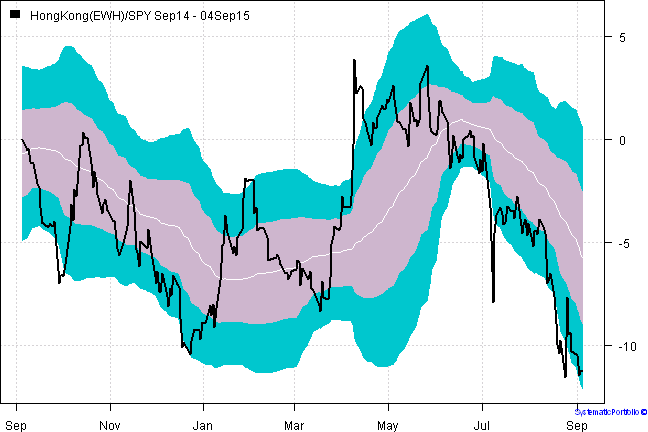 HongKong(EWH)/SPY Sep14 - 04Sep15
5
0
-5
-10
Sep Nov Jan Mar May Jul Sep
SystematicPortfolio ©